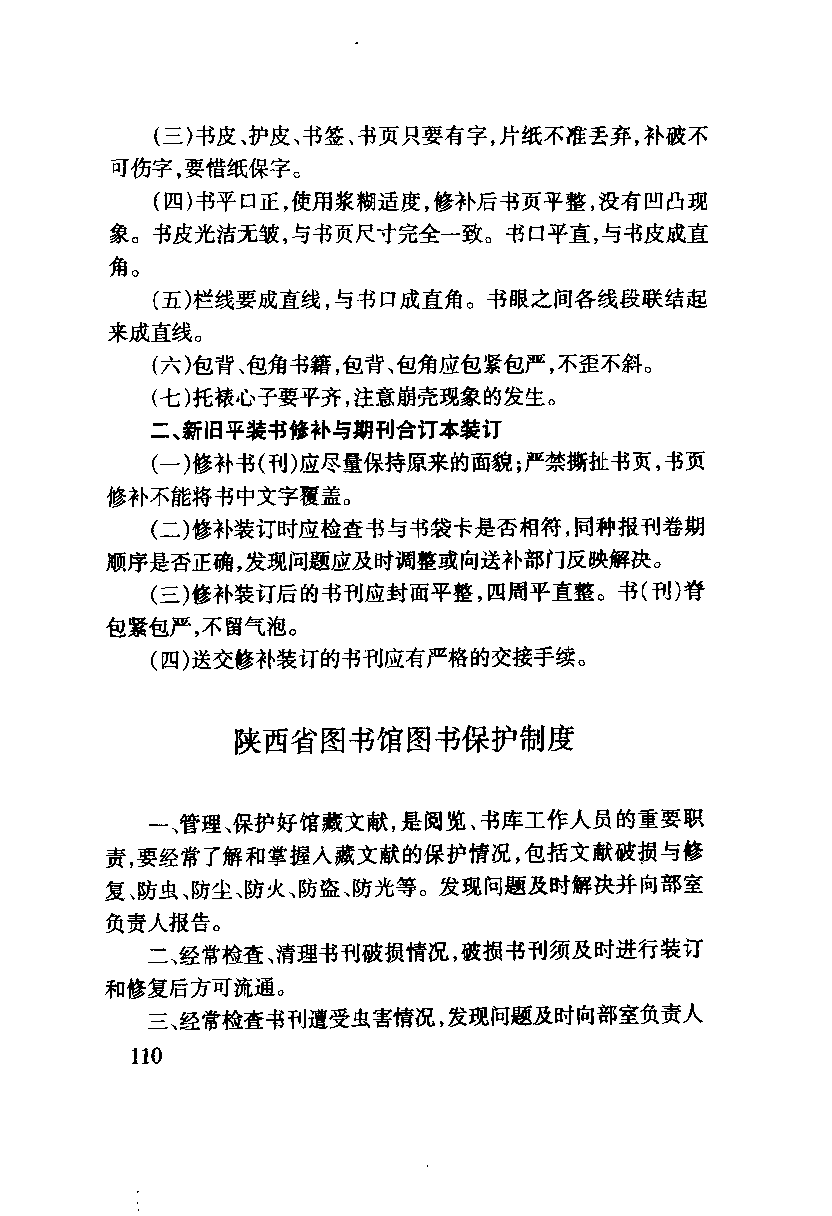 (三)书皮、护皮、书签、书页只要有字,片纸不准丢弃,补破不
可伤字,要惜纸保字。
(四)书平口正,使用浆糊适度,修补后书页平整,没有凹凸现
象。书皮光洁无皱,与书页尺寸完全一致。书口平直,与书皮成直
角。
(五)栏线要成直线,与书口成直角。书眼之间各线段联结起
来成直线。
(六)包背、包角书籍,包背、包角应包紧包严,不歪不斜。
(七)托裱心子要平齐,注意崩壳现象的发生。
二、新旧平装书修补与期刊合订本装订
(一)修补书(刊)应尽量保持原来的面貌;严禁撕扯书页,书页
修补不能将书中文字覆盖。
(二)修补装订时应检查书与书袋卡是否相符,同种报刊卷期
顺序是否正确,发现问题应及时调整或向送补部门反映解决。
(三)修补装订后的书刊应封面平整,四周平直整。书(刊)脊
包紧包严,不留气泡。
(四)送交修补装订的书刊应有严格的交接手续。
陕西省图书馆图书保护制度
一、管理、保护好馆藏文献,是阅览、书库工作人员的重要职
责,要经常了解和掌握入藏文献的保护情况,包括文献破损与修
复、防虫、防尘、防火、防盗、防光等。发现问题及时解决并向部室
负责人报告。
二、经常检查、清理书刊破损情况,破损书刊须及时进行装订
和修复后方可流通。
三、经常检查书刊遭受虫害情况,发现问题及时向部室负责人
110